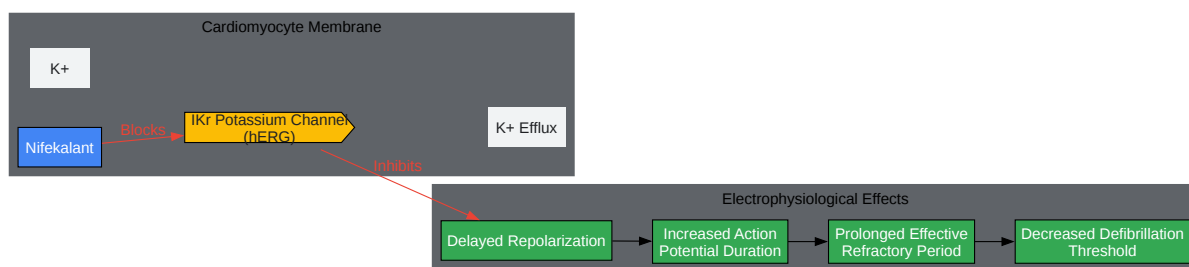 Cardiomyocyte Membrane
K+
Nifekalant
Blocks
IKr Potassium Channel
(hERG)
K+ Efflux
Inhibits
Electrophysiological Effects
Delayed Repolarization
Increased Action
Potential Duration
Prolonged Effective
Refractory Period
Decreased Defibrillation
Threshold